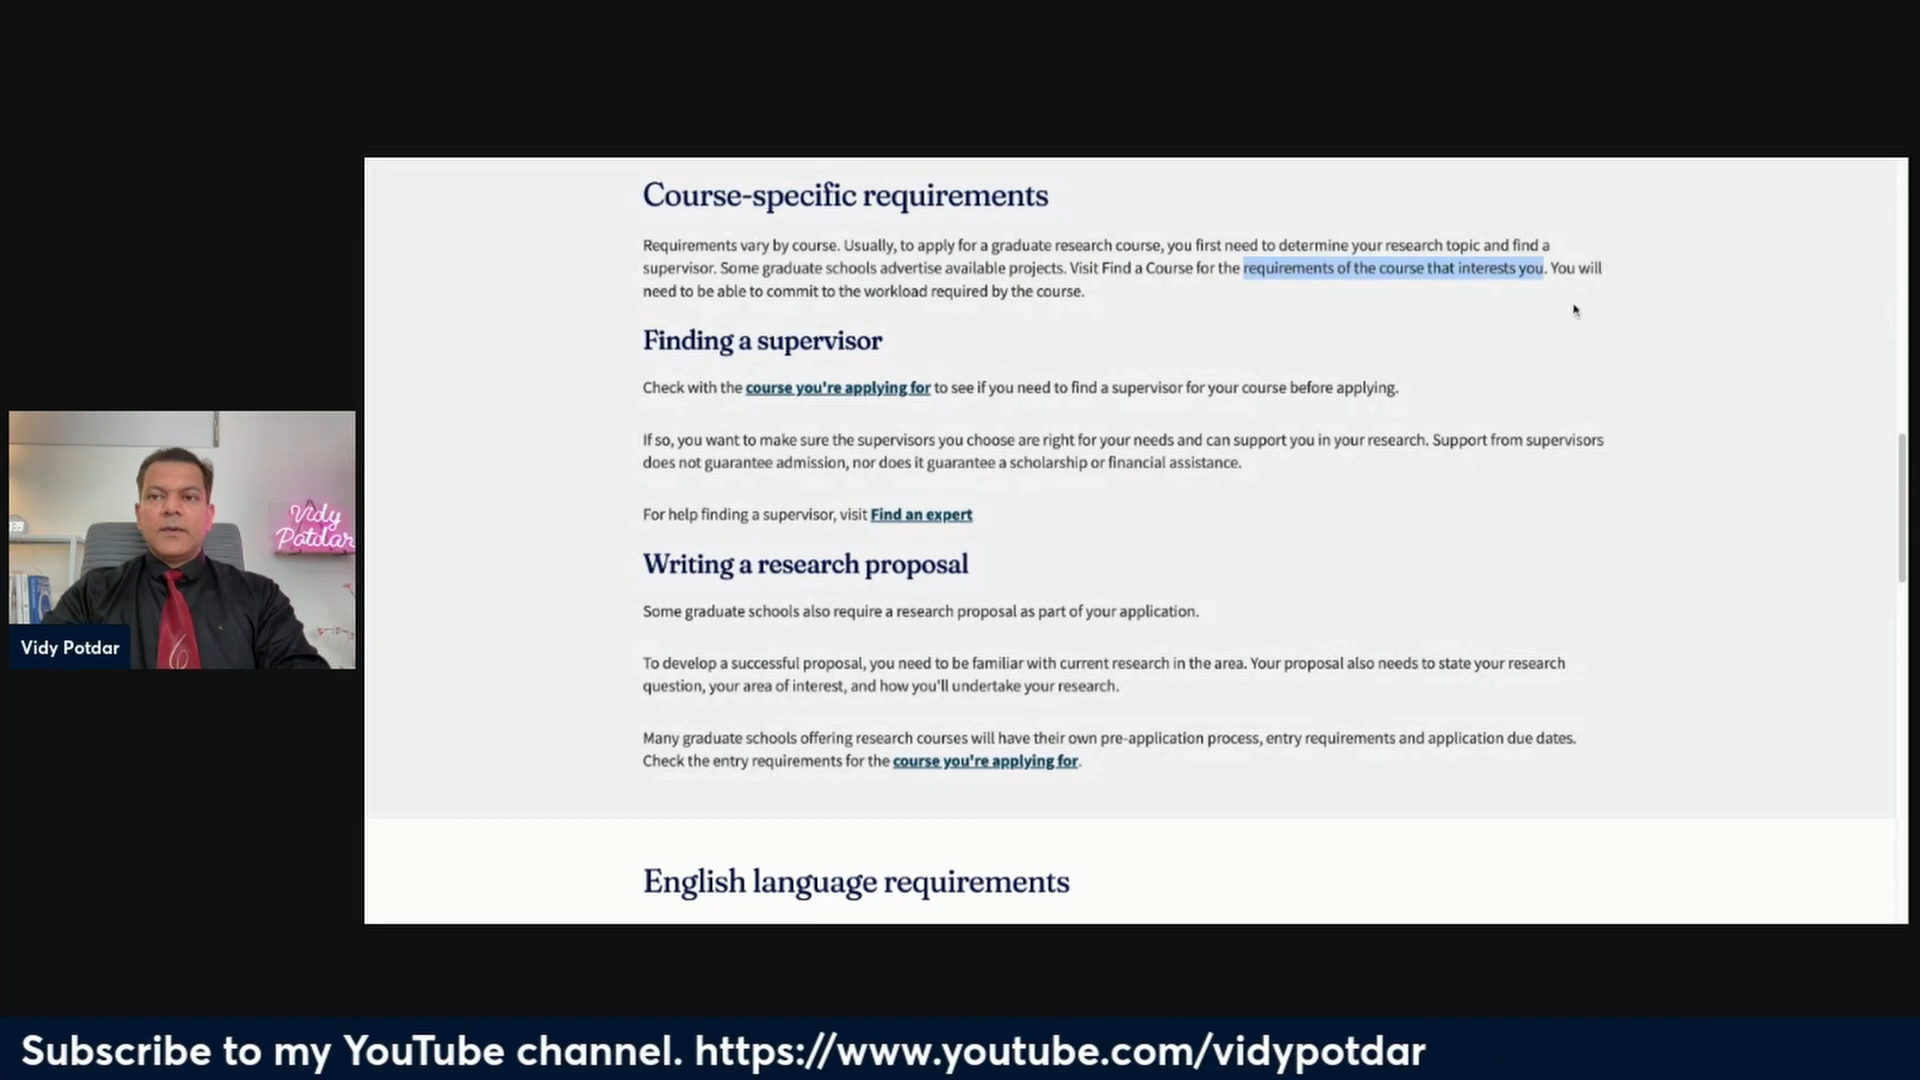 Course-specific requirements
Requirements vary by course. Usually, to apply for a graduate research course, you first need to determine your research topic and find a
supervisor. Some graduate schools advertise available projects. Visit Find a Course for the requirements of the course that interests you. You will
need to be able to commit to the workload required by the course.
Finding a supervisor
Check with the course you're applying for to see if you need to find a supervisor for your course before applying.
If so, you want to make sure the supervisors you choose are right for your needs and can support you in your research. Support from supervisors
does not guarantee admission, nor does it guarantee a scholarship or financial assistance.
For help finding a supervisor, visit Find an expert
Writing a research proposal
Some graduate schools also require a research proposal as part of your application.
To develop a successful proposal, you need to be familiar with current research in the area. Your proposal also needs to state your research
question, your area of interest, and how you'll undertake your research.
Many graduate schools offering research courses will have their own pre-application process, entry requirements and application due dates.
Check the entry requirements for the course you're applying for.
English language requirements
Vidy
Potdar
Vidy Potdar
Subscribe to my YouTube channel. https://www.youtube.com/vidypotdar